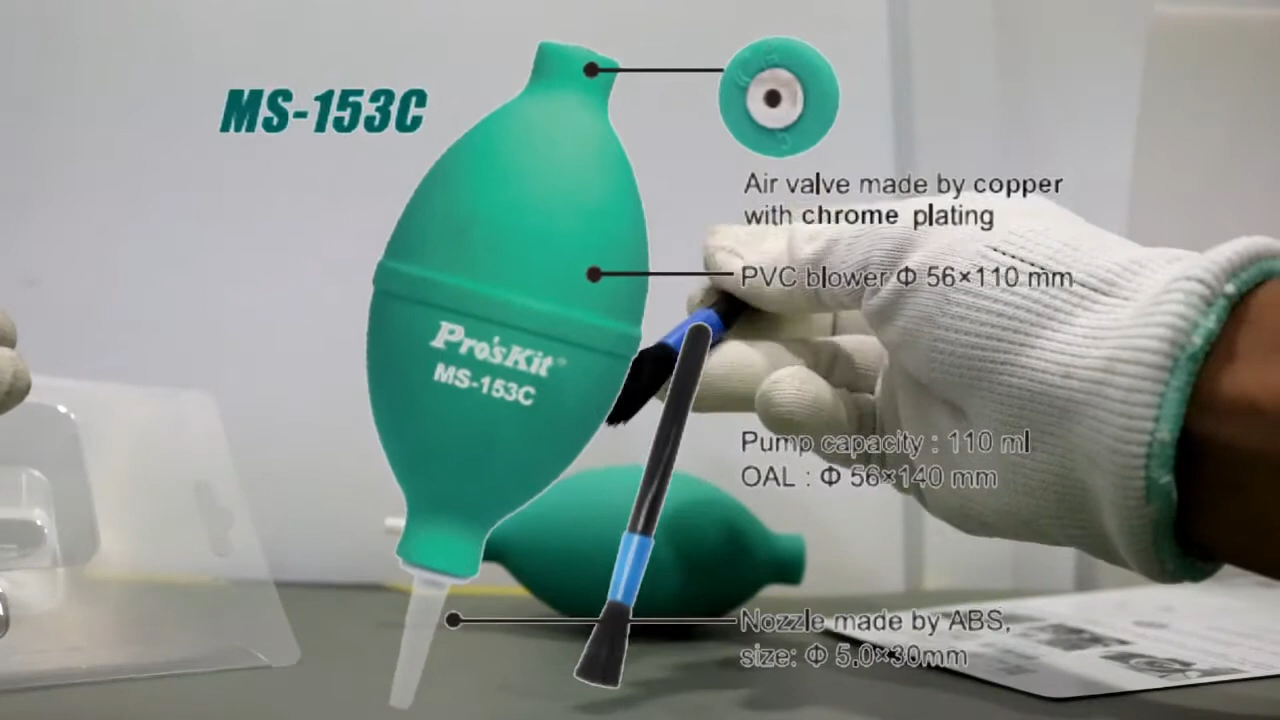 MS-153C
Air valve made by copper
with chrome plating
PVC blower Φ 56×110 mm
Pro'sKit®
MS-153C
Pump capacity : 110 ml
OAL : Φ 56×140 mm
Nozzle made by ABS,
size: Φ 5.0×30mm